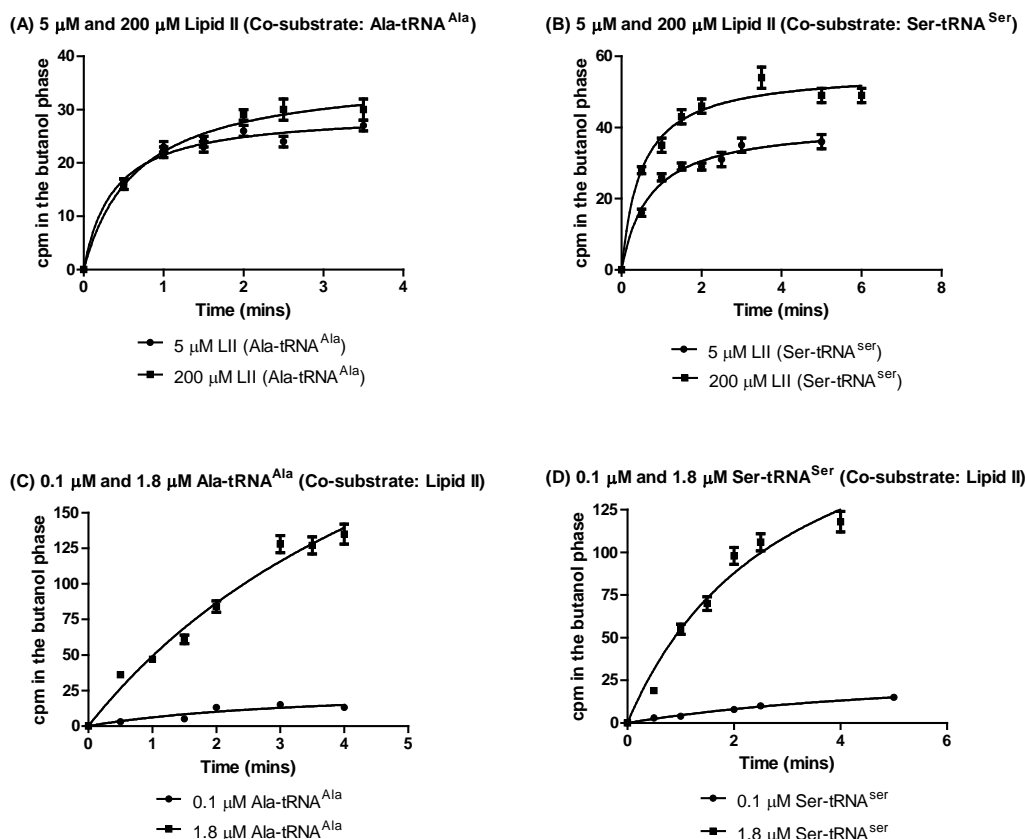 (A) 5 μM and 200 μM Lipid II (Co-substrate: Ala-tRNA^Ala)
40
30
20
10
0
cpm in the butanol phase
0 1 2 3 4
Time (mins)
5 μM LII (Ala-tRNA^Ala)
200 μM LII (Ala-tRNA^Ala)
(B) 5 μM and 200 μM Lipid II (Co-substrate: Ser-tRNA^Ser)
60
40
20
0
cpm in the butanol phase
0 2 4 6 8
Time (mins)
5 μM LII (Ser-tRNA^ser)
200 μM LII (Ser-tRNA^ser)
(C) 0.1 μM and 1.8 μM Ala-tRNA^Ala (Co-substrate: Lipid II)
150
125
100
75
50
25
0
cpm in the butanol phase
0 1 2 3 4 5
Time (mins)
0.1 μM Ala-tRNA^Ala
1.8 μM Ala-tRNA^Ala
(D) 0.1 μM and 1.8 μM Ser-tRNA^Ser (Co-substrate: Lipid II)
125
100
75
50
25
0
cpm in the butanol phase
0 2 4 6
Time (mins)
0.1 μM Ser-tRNA^ser
1.8 μM Ser-tRNA^ser